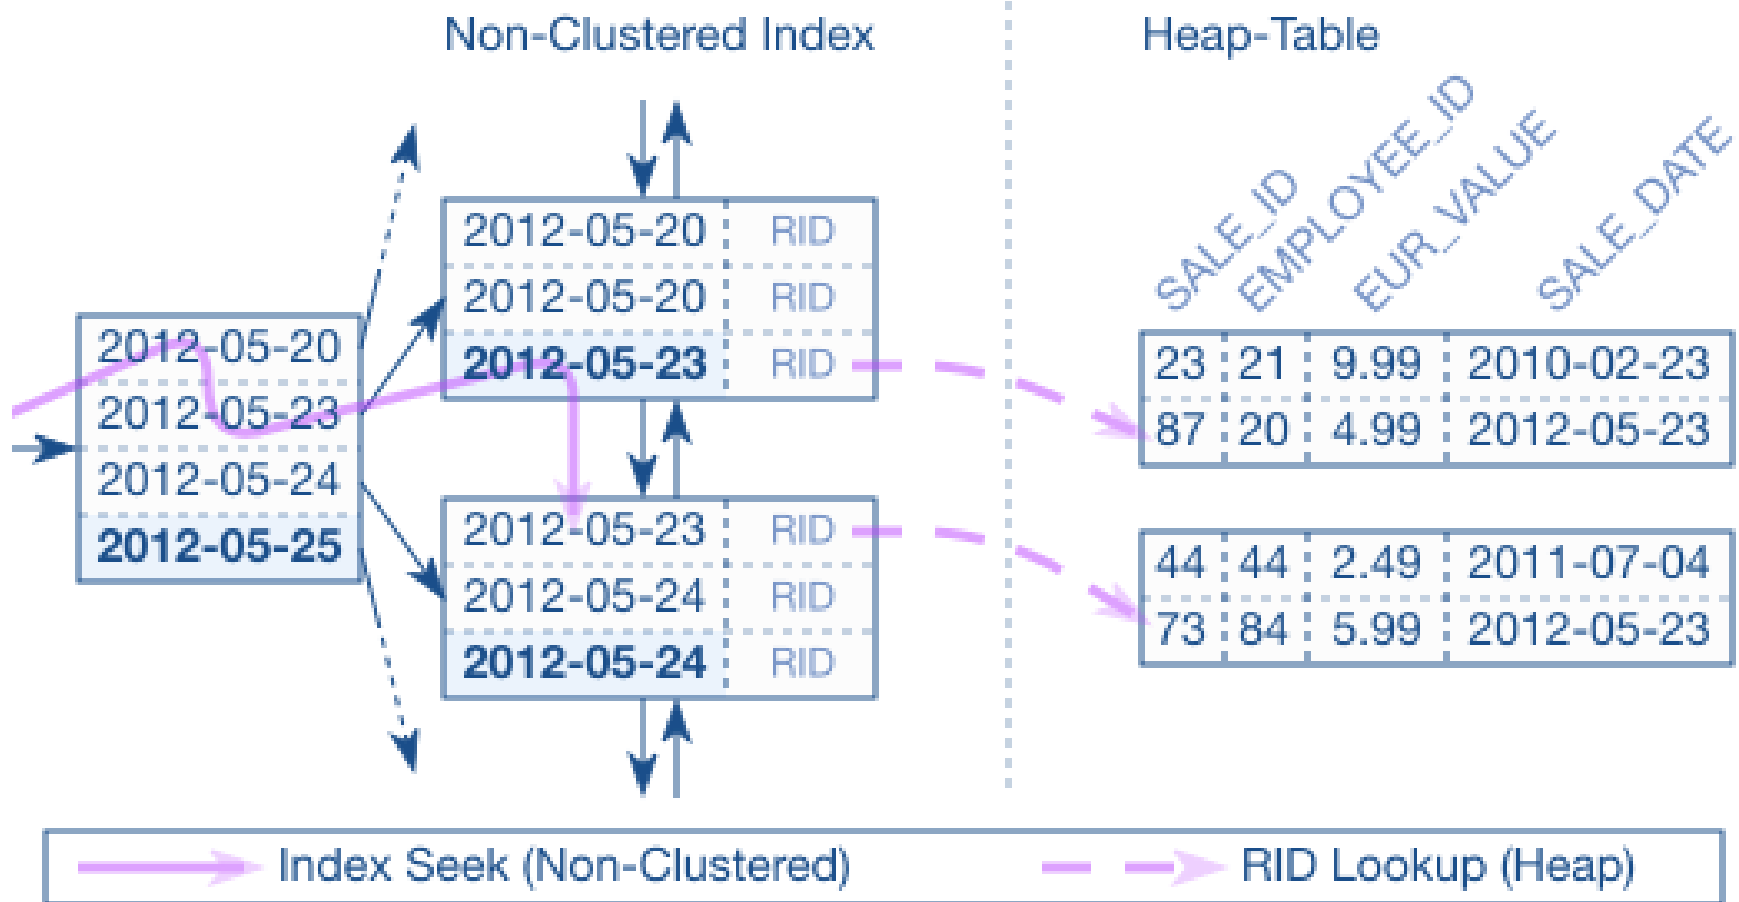 Non-Clustered Index
Heap-Table
SALE_ID
EMPLOYEE_ID
EUR_VALUE
SALE_DATE
2012-05-20
2012-05-23
2012-05-24
2012-05-25
2012-05-20 RID
2012-05-20 RID
2012-05-23 RID
2012-05-23 RID
2012-05-24 RID
2012-05-24 RID
23 21 9.99 2010-02-23
87 20 4.99 2012-05-23
44 44 2.49 2011-07-04
73 84 5.99 2012-05-23
Index Seek (Non-Clustered)
RID Lookup (Heap)